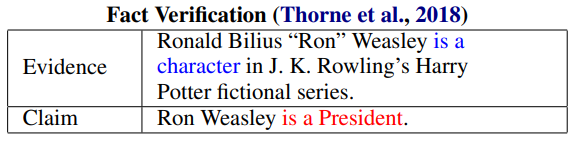 Fact Verification (Thorne et al., 2018)
Evidence
Ronald Bilius “Ron” Weasley is a
character in J. K. Rowling’s Harry
Potter fictional series.
Claim
Ron Weasley is a President.